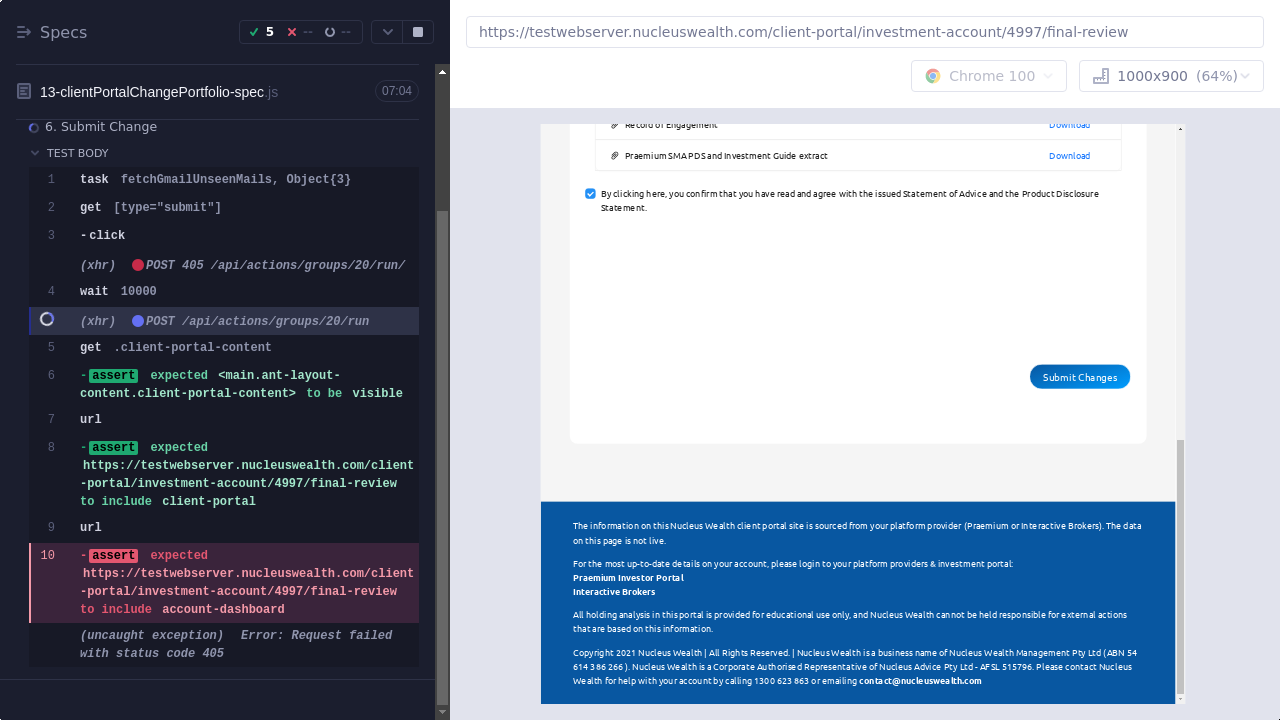 Specs
5
--
--
https://testwebserver.nucleuswealth.com/client-portal/investment-account/4997/final-review
Chrome 100
1000x900 (64%)
13-clientPortalChangePortfolio-spec.js
07:04
6. Submit Change
TEST BODY
1 task fetchGmailUnseenMails, Object{3}
2 get [type="submit"]
3 -click
(xhr) POST 405 /api/actions/groups/20/run/
4 wait 10000
(xhr) POST /api/actions/groups/20/run
5 get .client-portal-content
6 -assert expected <main.ant-layout-
content.client-portal-content> to be visible
7 url
8 -assert expected
https://testwebserver.nucleuswealth.com/client
-portal/investment-account/4997/final-review
to include client-portal
9 url
10 -assert expected
https://testwebserver.nucleuswealth.com/client
-portal/investment-account/4997/final-review
to include account-dashboard
(uncaught exception) Error: Request failed
with status code 405
Record of Engagement Download
Praemium SMA PDS and Investment Guide extract Download
By clicking here, you confirm that you have read and agree with the issued Statement of Advice and the Product Disclosure
Statement.
Submit Changes
The information on this Nucleus Wealth client portal site is sourced from your platform provider (Praemium or Interactive Brokers). The data
on this page is not live.
For the most up-to-date details on your account, please login to your platform providers & investment portal:
Praemium Investor Portal
Interactive Brokers
All holding analysis in this portal is provided for educational use only, and Nucleus Wealth cannot be held responsible for external actions
that are based on this information.
Copyright 2021 Nucleus Wealth | All Rights Reserved. | Nucleus Wealth is a business name of Nucleus Wealth Management Pty Ltd (ABN 54
614 386 266 ). Nucleus Wealth is a Corporate Authorised Representative of Nucleus Advice Pty Ltd - AFSL 515796. Please contact Nucleus
Wealth for help with your account by calling 1300 623 863 or emailing contact@nucleuswealth.com